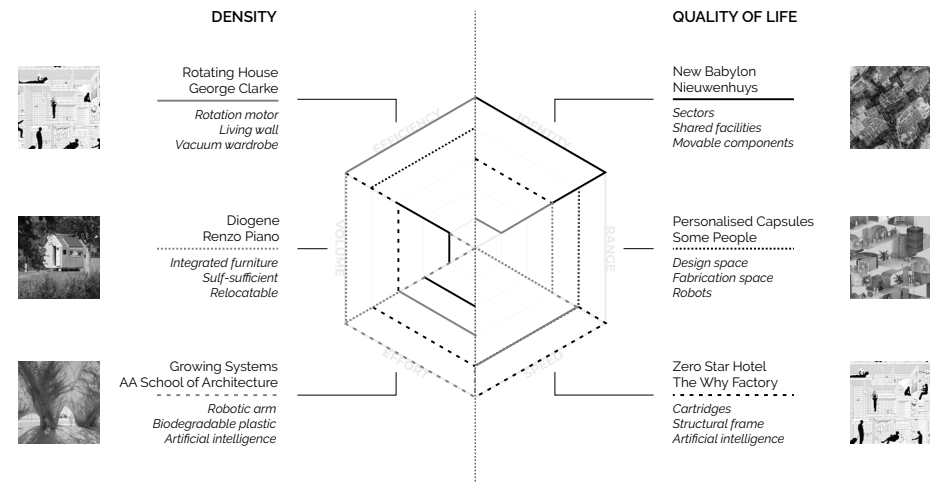 DENSITY
Rotating House
George Clarke
Rotation motor
Living wall
Vacuum wardrobe
Diogene
Renzo Piano
Integrated furniture
Sulf-sufficient
Relocatable
Growing Systems
AA School of Architecture
Robotic arm
Biodegradable plastic
Artificial intelligence
EFFICIENCY
IDENTITY
VOLUME
RANGE
EFFORT
SPEED
QUALITY OF LIFE
New Babylon
Nieuwenhuys
Sectors
Shared facilities
Movable components
Personalised Capsules
Some People
Design space
Fabrication space
Robots
Zero Star Hotel
The Why Factory
Cartridges
Structural frame
Artificial intelligence